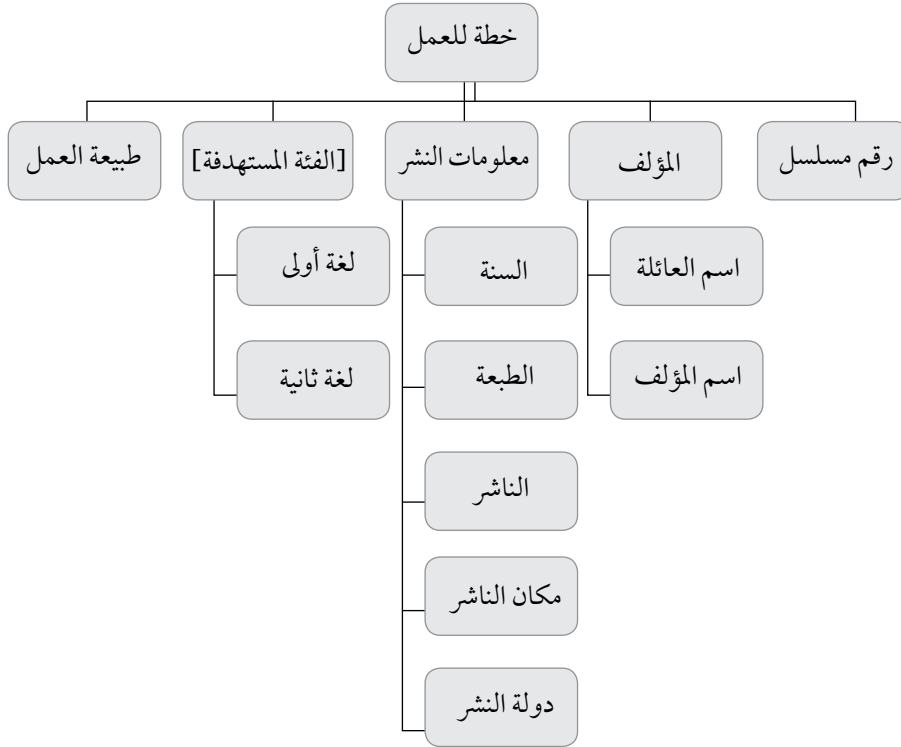 خطة للعمل
رقم مسلسل
المؤلف
معلومات النشر
[الفئة المستهدفة]
طبيعة العمل
اسم العائلة
السنة
لغة أولى
اسم المؤلف
الطبعة
لغة ثانية
الناشر
مكان الناشر
دولة النشر